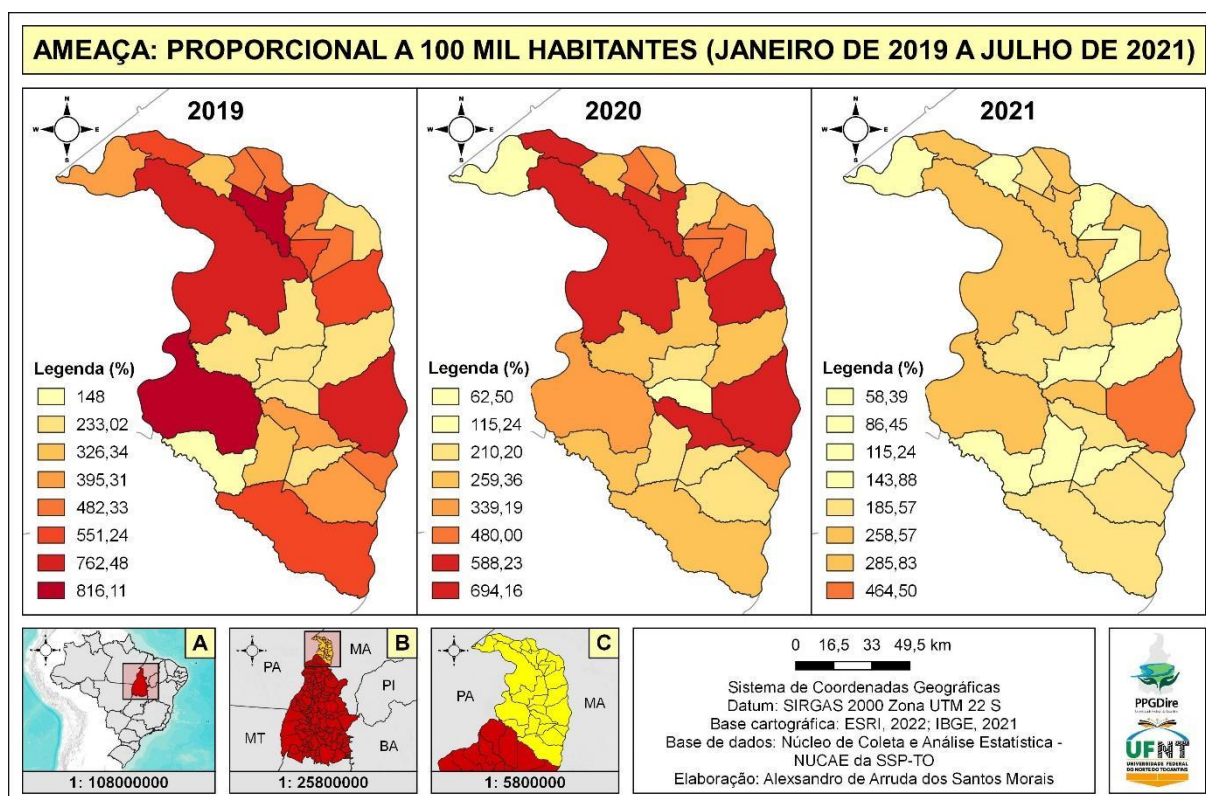 AMEAÇA: PROPORCIONAL A 100 MIL HABITANTES (JANEIRO DE 2019 A JULHO DE 2021)
2019
N
W E
S
Legenda (%)
148
233,02
326,34
395,31
482,33
551,24
762,48
816,11
2020
N
W E
S
Legenda (%)
62,50
115,24
210,20
259,36
339,19
480,00
588,23
694,16
2021
N
W E
S
Legenda (%)
58,39
86,45
115,24
143,88
185,57
258,57
285,83
464,50
A
1: 108000000
B
PA
MA
PI
MT
BA
1: 25800000
C
PA
MA
1: 5800000
0 16,5 33 49,5 km
Sistema de Coordenadas Geográficas
Datum: SIRGAS 2000 Zona UTM 22 S
Base cartográfica: ESRI, 2022; IBGE, 2021
Base de dados: Núcleo de Coleta e Análise Estatística -
NUCAE da SSP-TO
Elaboração: Alexsandro de Arruda dos Santos Morais
PPGDire
UFNT
UNIVERSIDADE FEDERAL
DO NORTE DO TOCANTINS